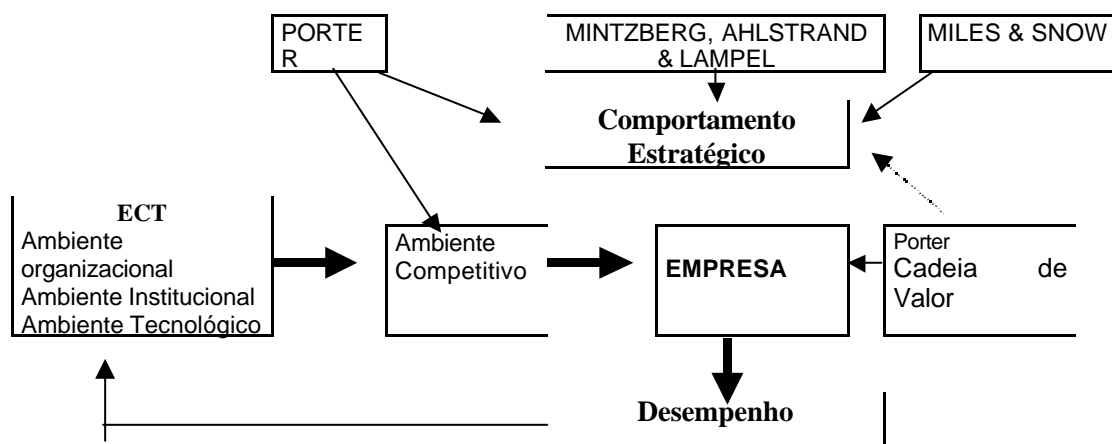 PORTE
R
MINTZBERG, AHLSTRAND
& LAMPEL
MILES & SNOW
Comportamento
Estratégico
ECT
Ambiente
organizacional
Ambiente Institucional
Ambiente Tecnológico
Ambiente
Competitivo
EMPRESA
Porter
Cadeia de
Valor
Desempenho